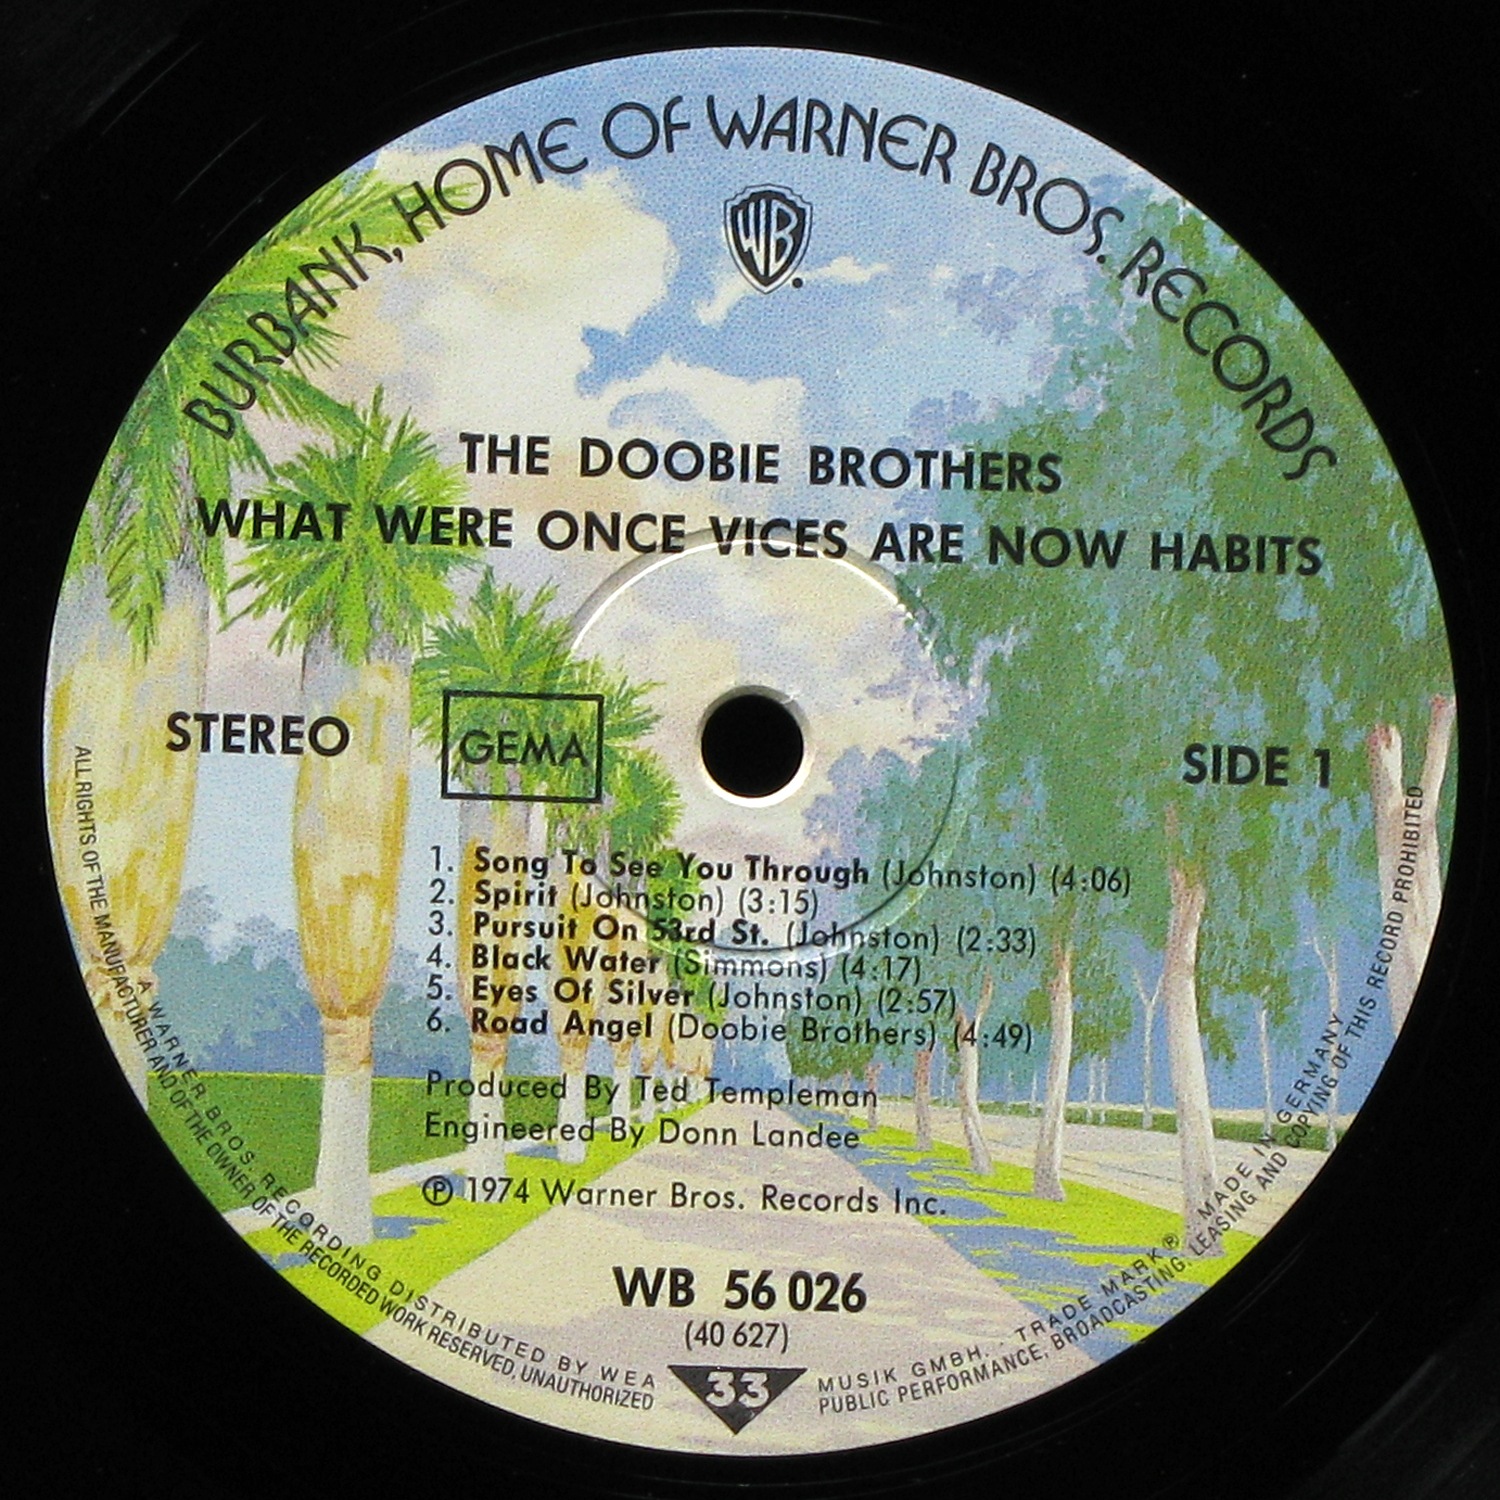 BURBANK, HOME OF WARNER BROS. RECORDS
WB
THE DOOBIE BROTHERS
WHAT WERE ONCE VICES ARE NOW HABITS
STEREO
GEMA
SIDE 1
1. Song To See You Through (Johnston) (4:06)
2. Spirit (Johnston) (3:15)
3. Pursuit On 53rd St. (Johnston) (2:33)
4. Black Water (Simmons) (4:17)
5. Eyes Of Silver (Johnston) (2:57)
6. Road Angel (Doobie Brothers) (4:49)
Produced By Ted Templeman
Engineered By Donn Landee
℗ 1974 Warner Bros. Records Inc.
WB 56 026
(40 627)
33
A WARNER BROS. RECORDING DISTRIBUTED BY WEA MUSIK GMBH. . TRADE MARK ® . MADE IN GERMANY
ALL RIGHTS OF THE MANUFACTURER AND OF THE OWNER OF THE RECORDED WORK RESERVED. UNAUTHORIZED PUBLIC PERFORMANCE, BROADCASTING, LEASING AND COPYING OF THIS RECORD PROHIBITED